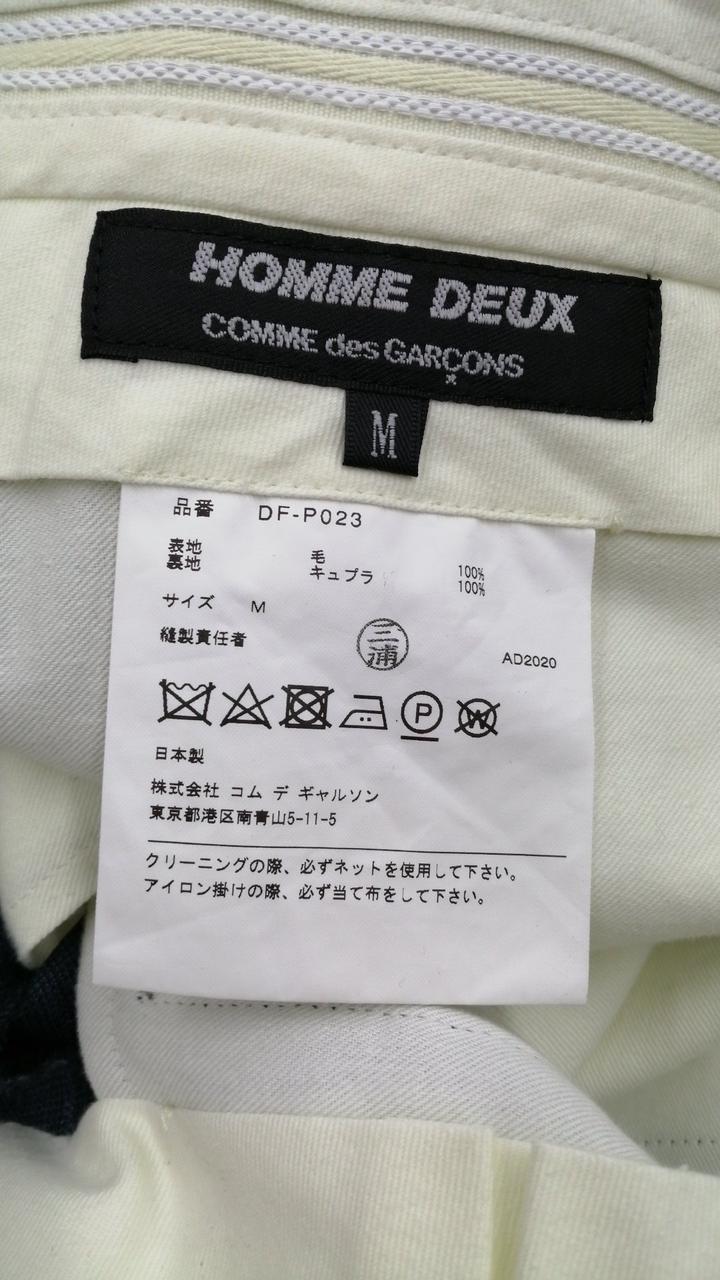 HOMME DEUX
COMME des GARÇONS
M
品番 DF-P023
表地 毛 100%
裏地 キュプラ 100%
サイズ M
縫製責任者 三浦
AD2020
P W
日本製
株式会社 コム デ ギャルソン
東京都港区南青山5-11-5
クリーニングの際、必ずネットを使用して下さい。
アイロン掛けの際、必ず当て布をして下さい。